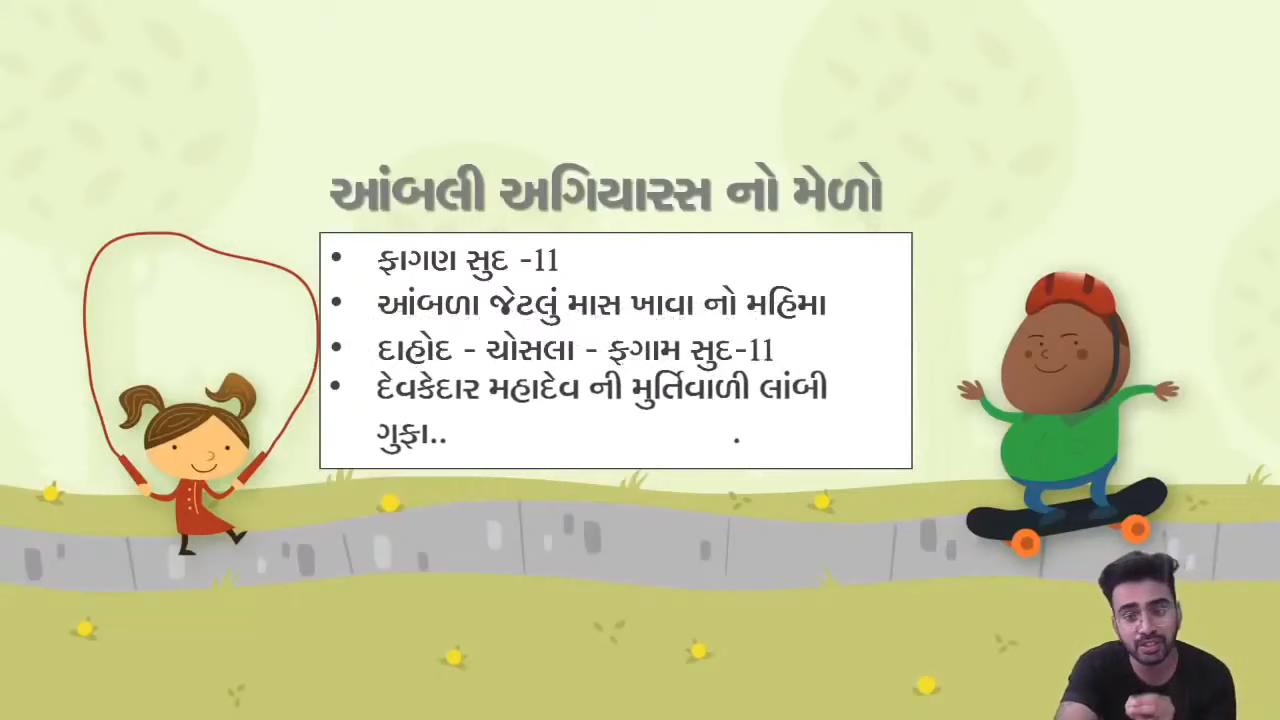 આંબલી અગિયારસ નો મેળો
• ફાગણ સુદ -11
• આંબળા જેટલું માસ ખાવા નો મહિમા
• દાહોદ - ચોસલા - ફગામ સુદ-11
• દેવકેદાર મહાદેવ ની મુર્તિવાળી લાંબી
ગુફા.. .